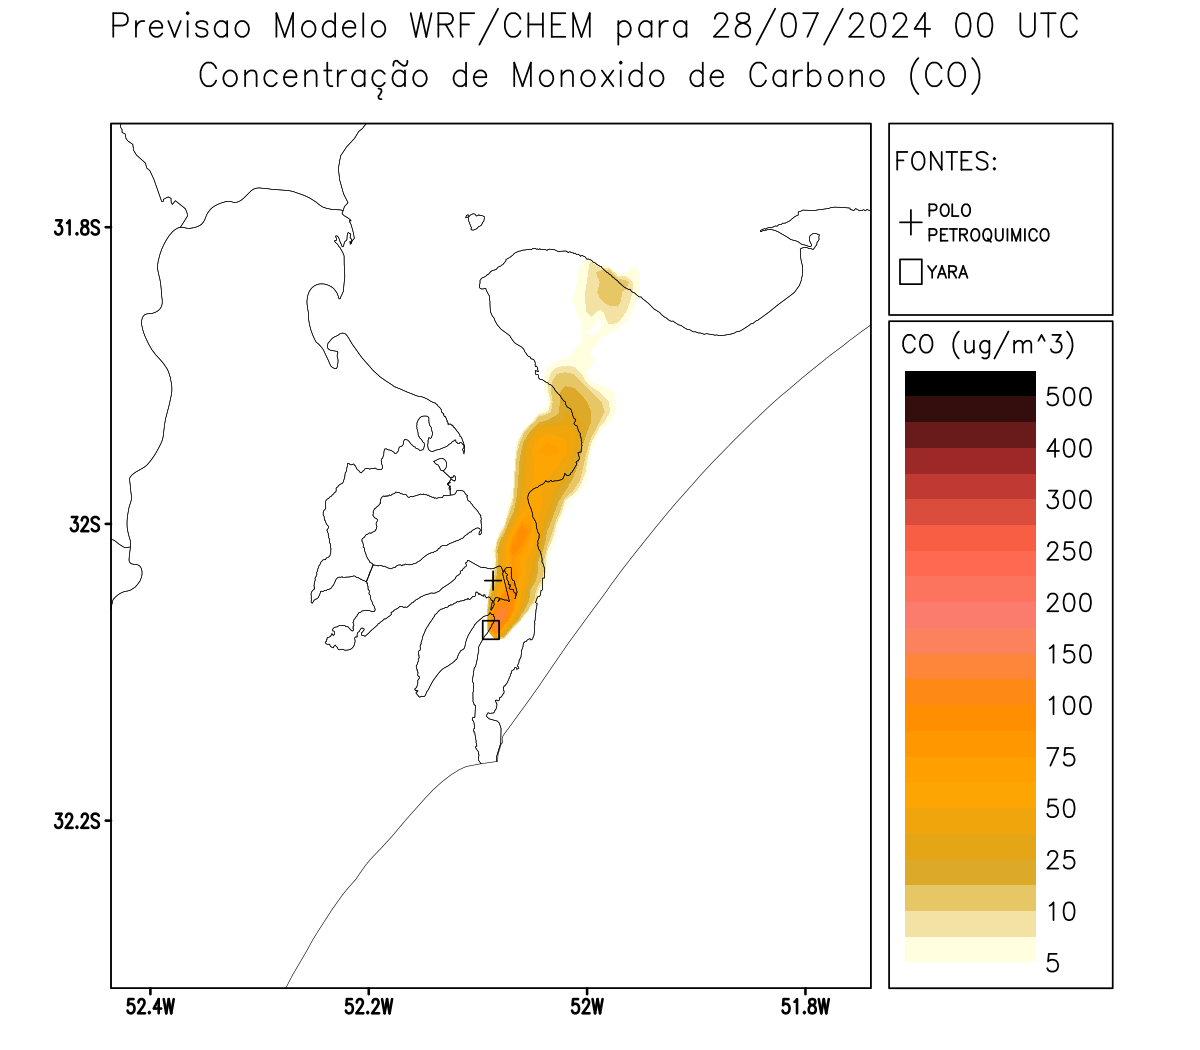 Previsao Modelo WRF/CHEM para 28/07/2024 00 UTC
Concentração de Monoxido de Carbono (CO)
FONTES:
POLO
PETROQUIMICO
YARA
CO (ug/m^3)
500
400
300
250
200
150
100
75
50
25
10
5
31.8S
32S
32.2S
52.4W
52.2W
52W
51.8W